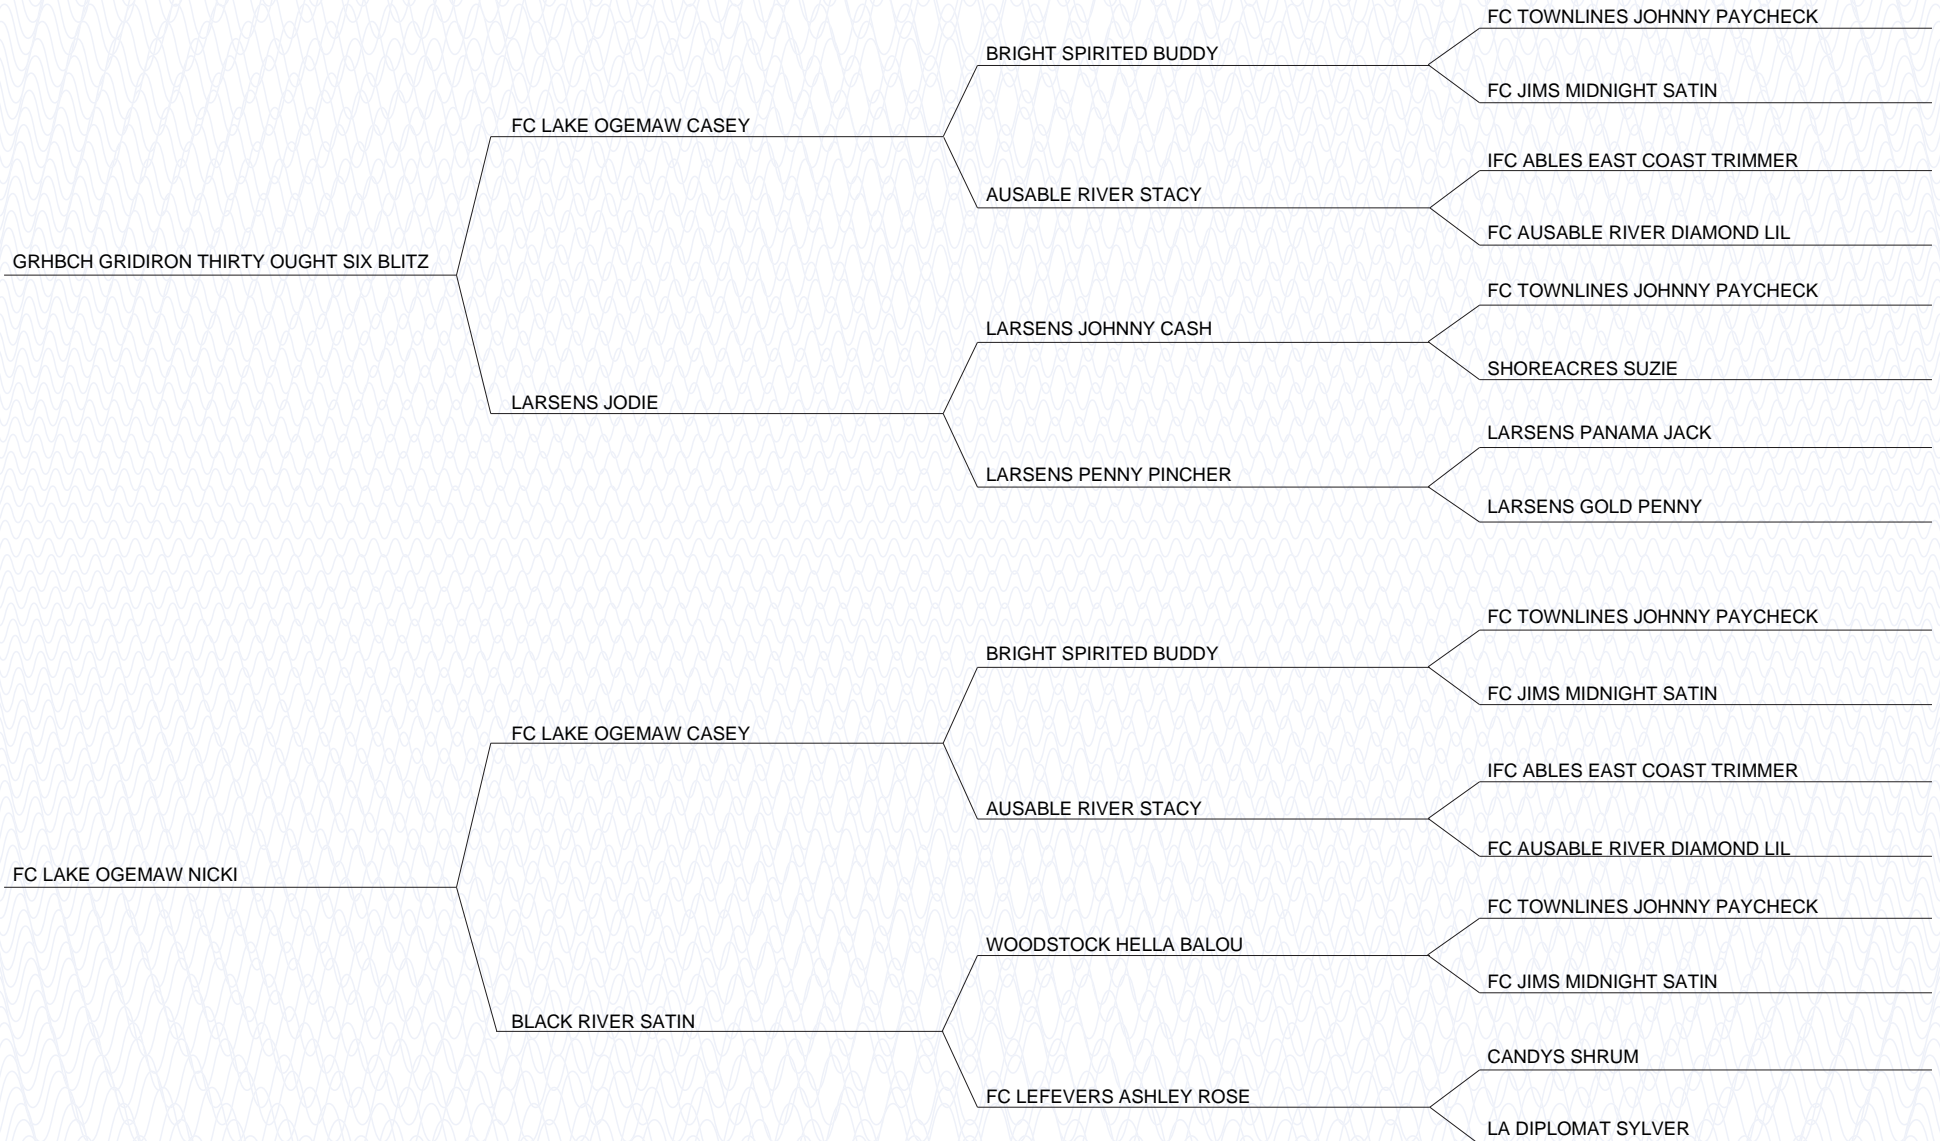 FC TOWNLINES JOHNNY PAYCHECK
BRIGHT SPIRITED BUDDY
FC JIMS MIDNIGHT SATIN
FC LAKE OGEMAW CASEY
IFC ABLES EAST COAST TRIMMER
AUSABLE RIVER STACY
FC AUSABLE RIVER DIAMOND LIL
GRHBCH GRIDIRON THIRTY OUGHT SIX BLITZ
FC TOWNLINES JOHNNY PAYCHECK
LARSENS JOHNNY CASH
SHOREACRES SUZIE
LARSENS JODIE
LARSENS PANAMA JACK
LARSENS PENNY PINCHER
LARSENS GOLD PENNY
FC TOWNLINES JOHNNY PAYCHECK
BRIGHT SPIRITED BUDDY
FC JIMS MIDNIGHT SATIN
FC LAKE OGEMAW CASEY
IFC ABLES EAST COAST TRIMMER
AUSABLE RIVER STACY
FC AUSABLE RIVER DIAMOND LIL
FC LAKE OGEMAW NICKI
FC TOWNLINES JOHNNY PAYCHECK
WOODSTOCK HELLA BALOU
FC JIMS MIDNIGHT SATIN
BLACK RIVER SATIN
CANDYS SHRUM
FC LEFEVERS ASHLEY ROSE
LA DIPLOMAT SYLVER